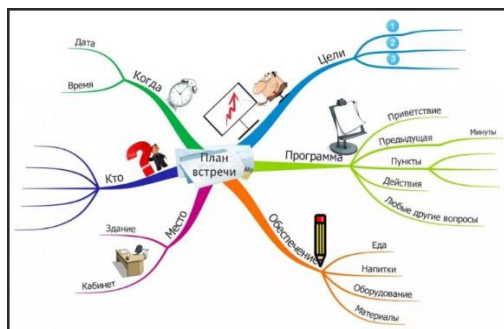 План
встречи
Цели
1
2
3
Программа
Приветствие
Предыдущая
Минуты
Пункты
Действия
Любые другие вопросы
Обеспечение
Еда
Напитки
Оборудование
Материалы
Место
Здание
Кабинет
Кто
Когда
Дата
Время